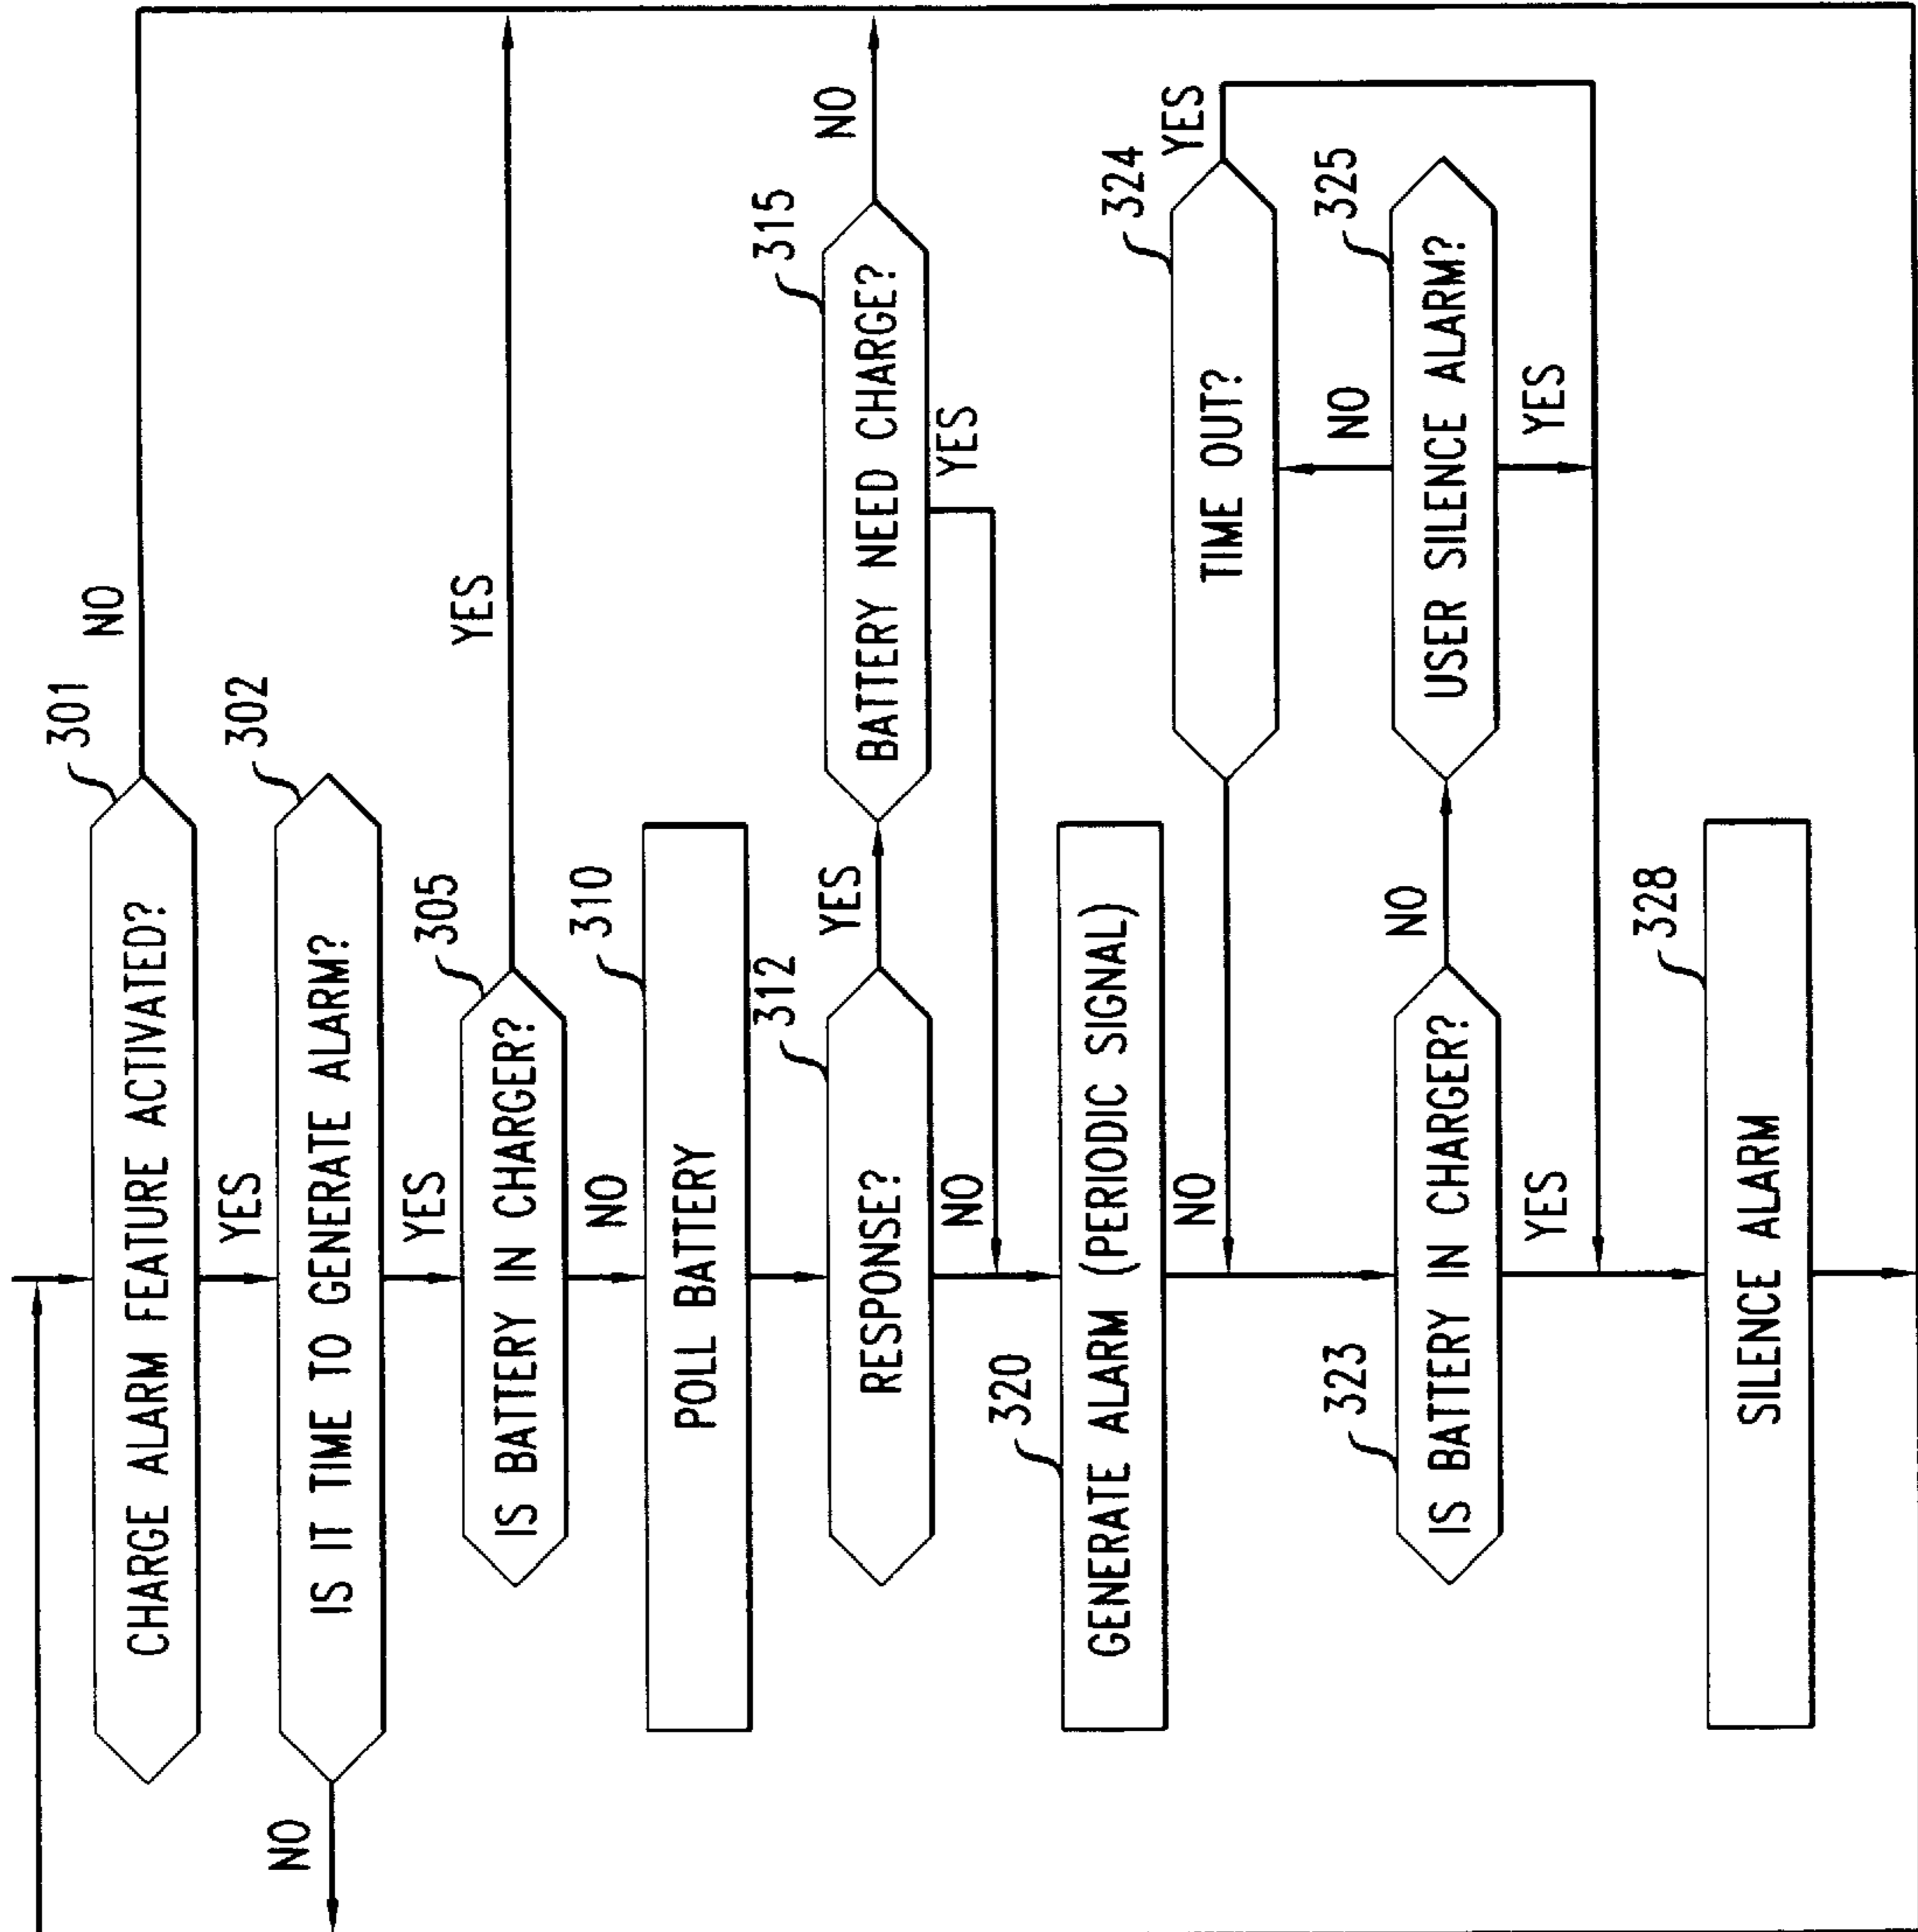 301
CHARGE ALARM FEATURE ACTIVATED?
NO
YES
302
IS IT TIME TO GENERATE ALARM?
NO
YES
305
IS BATTERY IN CHARGER?
YES
NO
310
POLL BATTERY
312
RESPONSE?
YES
NO
315
BATTERY NEED CHARGE?
NO
YES
320
GENERATE ALARM (PERIODIC SIGNAL)
NO
324
TIME OUT?
YES
323
IS BATTERY IN CHARGER?
NO
YES
325
USER SILENCE ALARM?
NO
YES
328
SILENCE ALARM